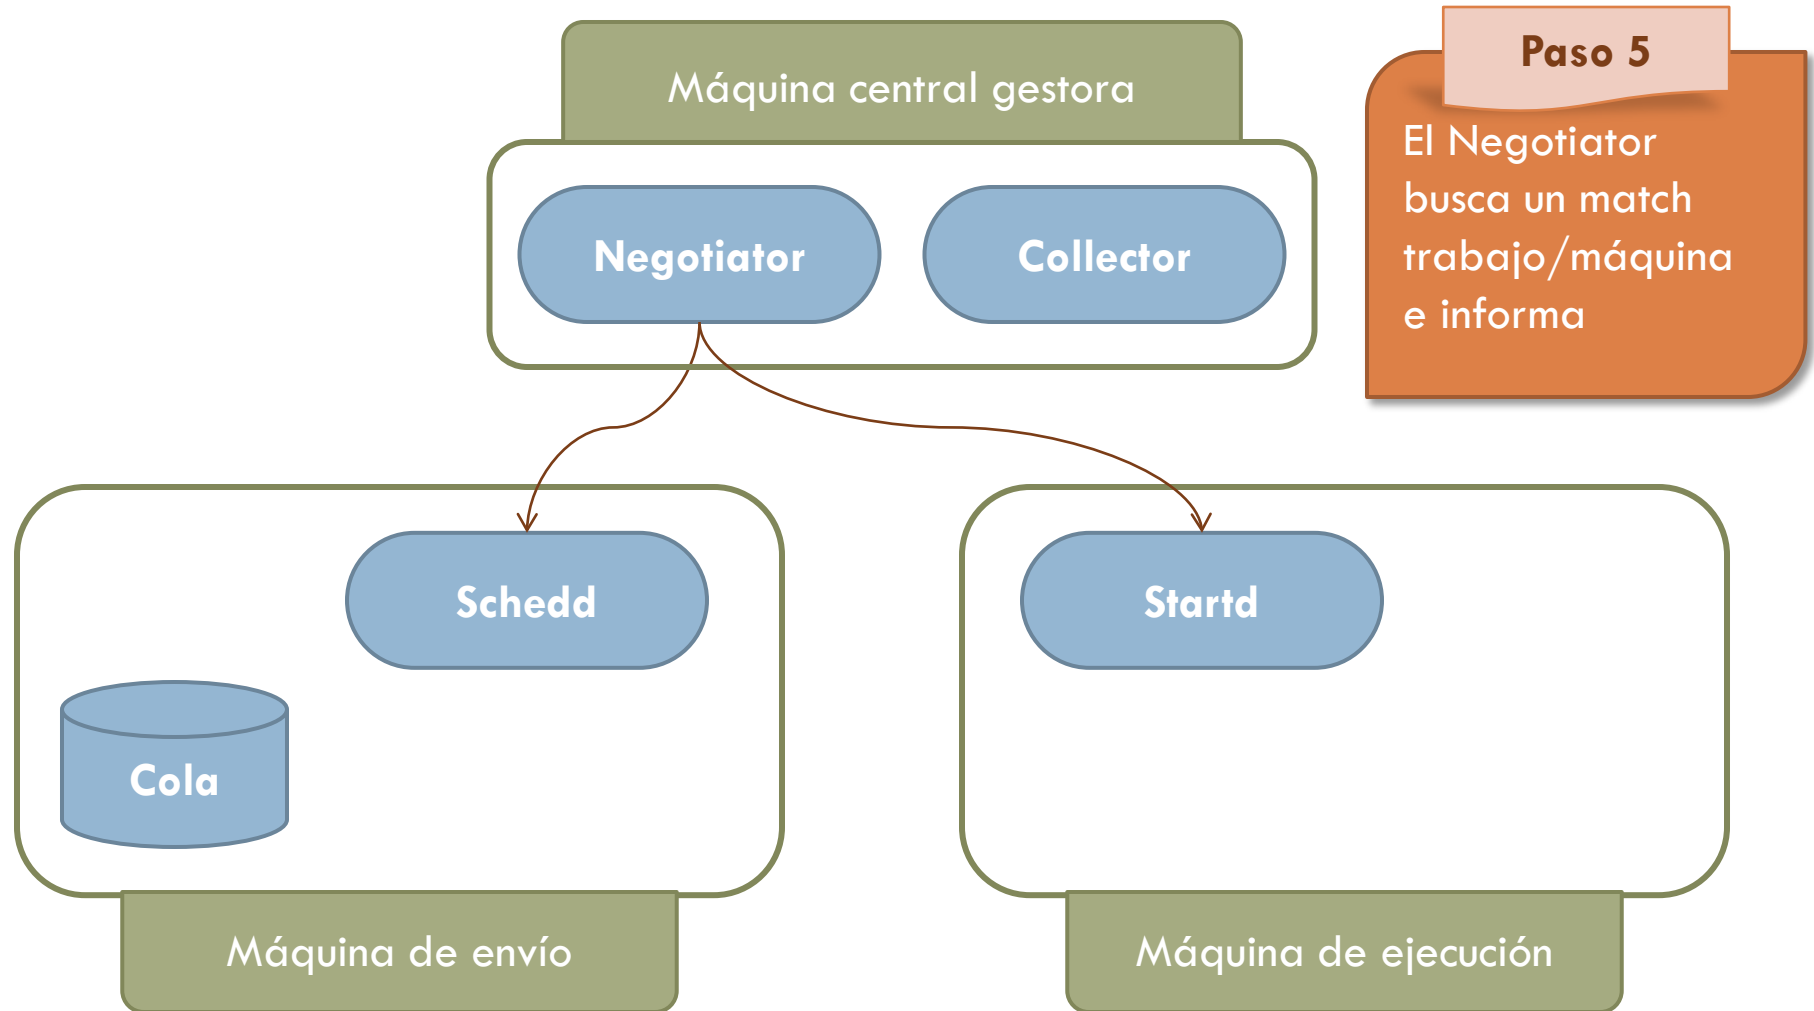 Máquina central gestora
Negotiator
Collector
Paso 5
El Negotiator
busca un match
trabajo/máquina
e informa
Schedd
Cola
Máquina de envío
Startd
Máquina de ejecución